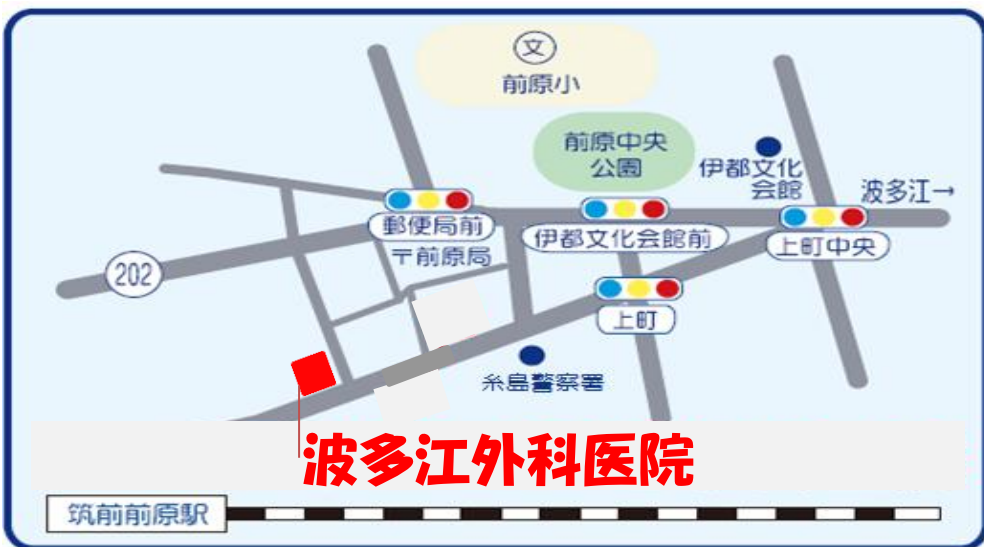 文
前原小
前原中央
公園
伊都文化
会館
波多江→
郵便局前
伊都文化会館前
上町中央
〒前原局
202
上町
糸島警察署
波多江外科医院
筑前前原駅